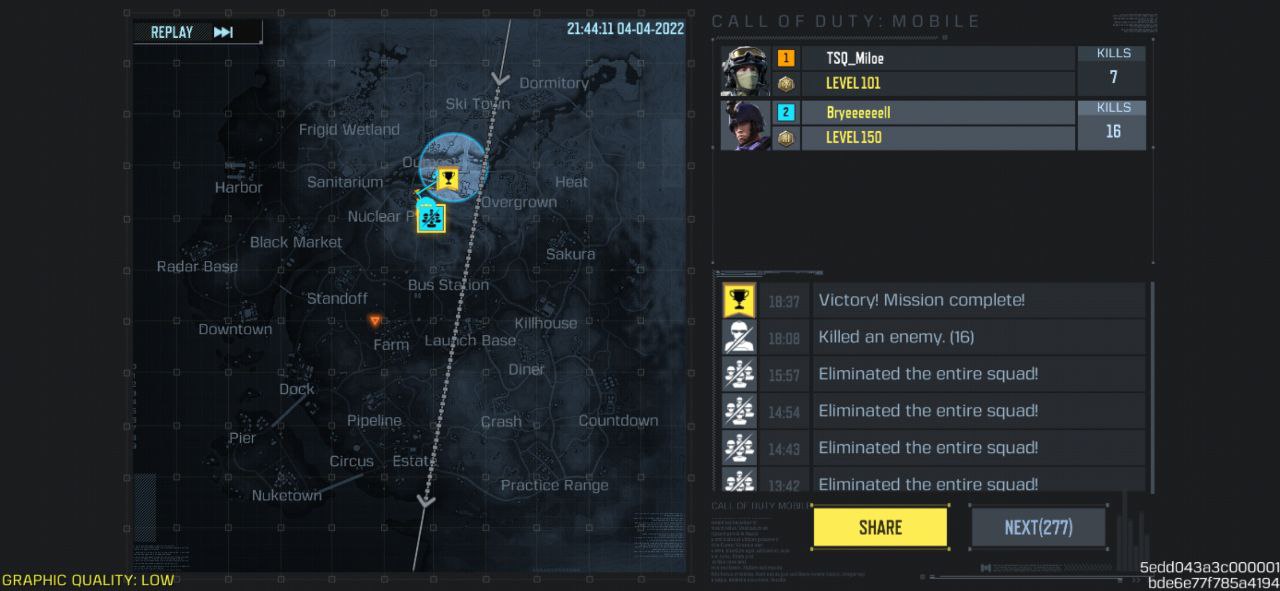 REPLAY
21:44:11 04-04-2022
Dormitory
Ski Town
Frigid Wetland
Harbor
Sanitarium
Heat
Overgrown
Nuclear P
Black Market
Radar Base
Sakura
Bus Station
Standoff
Downtown
Killhouse
Farm
Launch Base
Diner
Dock
Pipeline
Crash
Countdown
Pier
Circus
Estate
Nuketown
Practice Range
GRAPHIC QUALITY: LOW
CALL OF DUTY: MOBILE
1 TSQ_Miloe
LEVEL 101
KILLS
7
2 Bryeeeeeell
LEVEL 150
KILLS
16
18:37 Victory! Mission complete!
18:08 Killed an enemy. (16)
15:57 Eliminated the entire squad!
14:54 Eliminated the entire squad!
14:43 Eliminated the entire squad!
13:42 Eliminated the entire squad!
CALL OF DUTY MOBILE
SHARE
NEXT(277)
5edd043a3c000001
bde6e77f785a4194